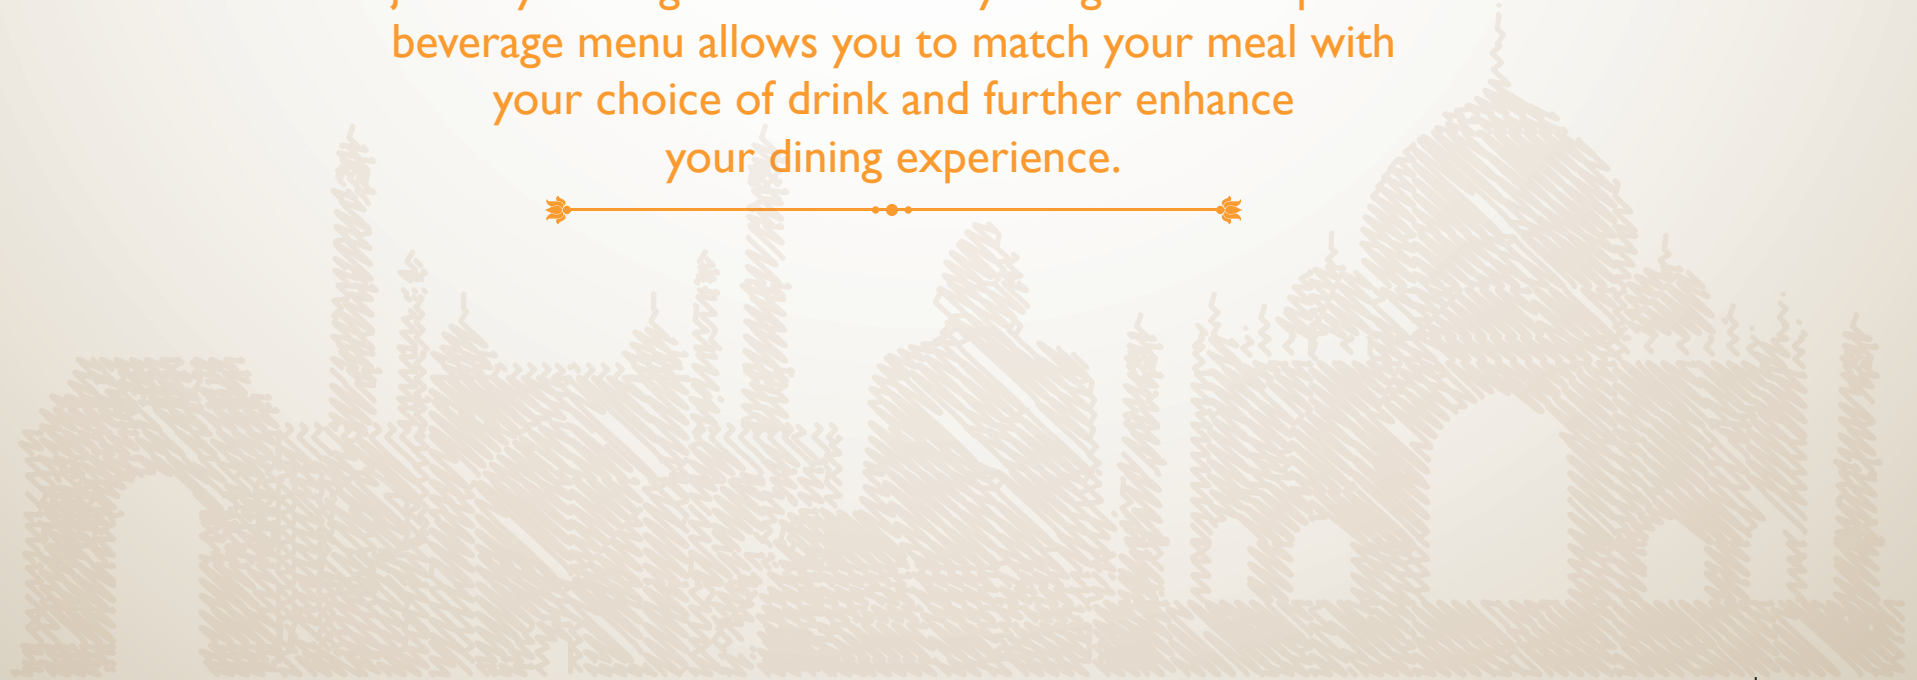 beverage menu allows you to match your meal with
your choice of drink and further enhance
your dining experience.